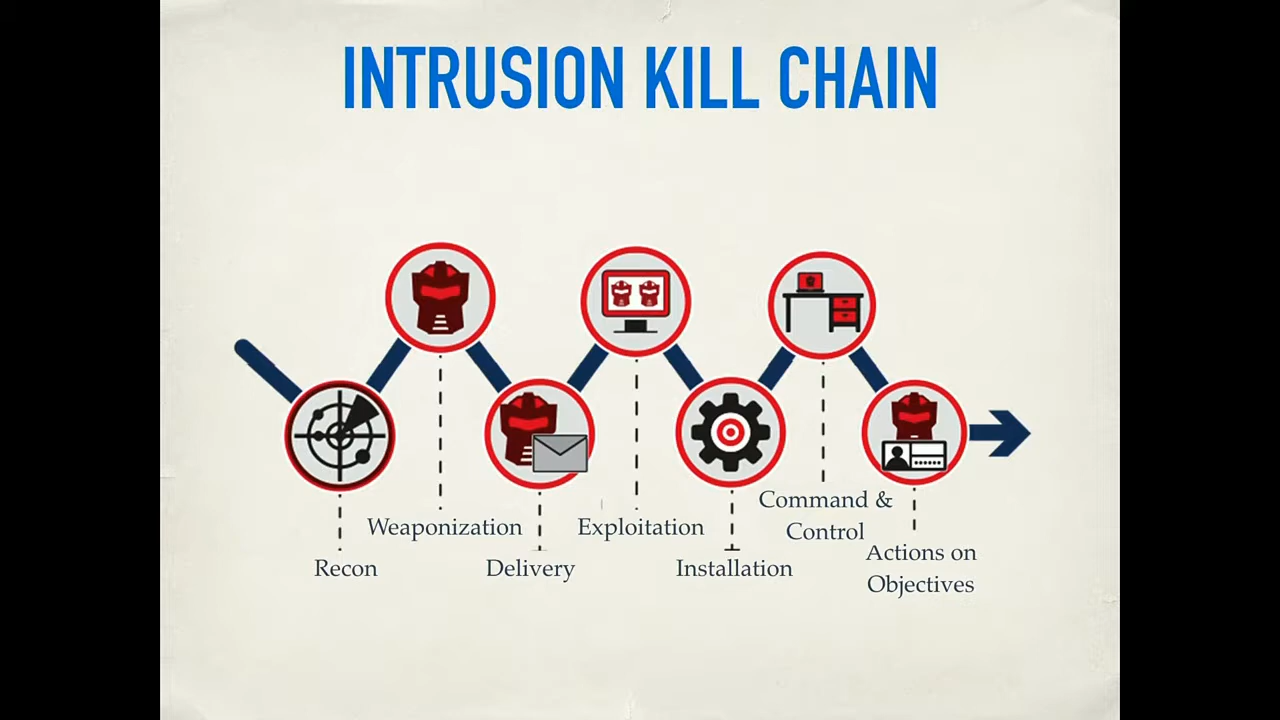 INTRUSION KILL CHAIN
Recon
Weaponization
Delivery
Exploitation
Installation
Command &
Control
Actions on
Objectives